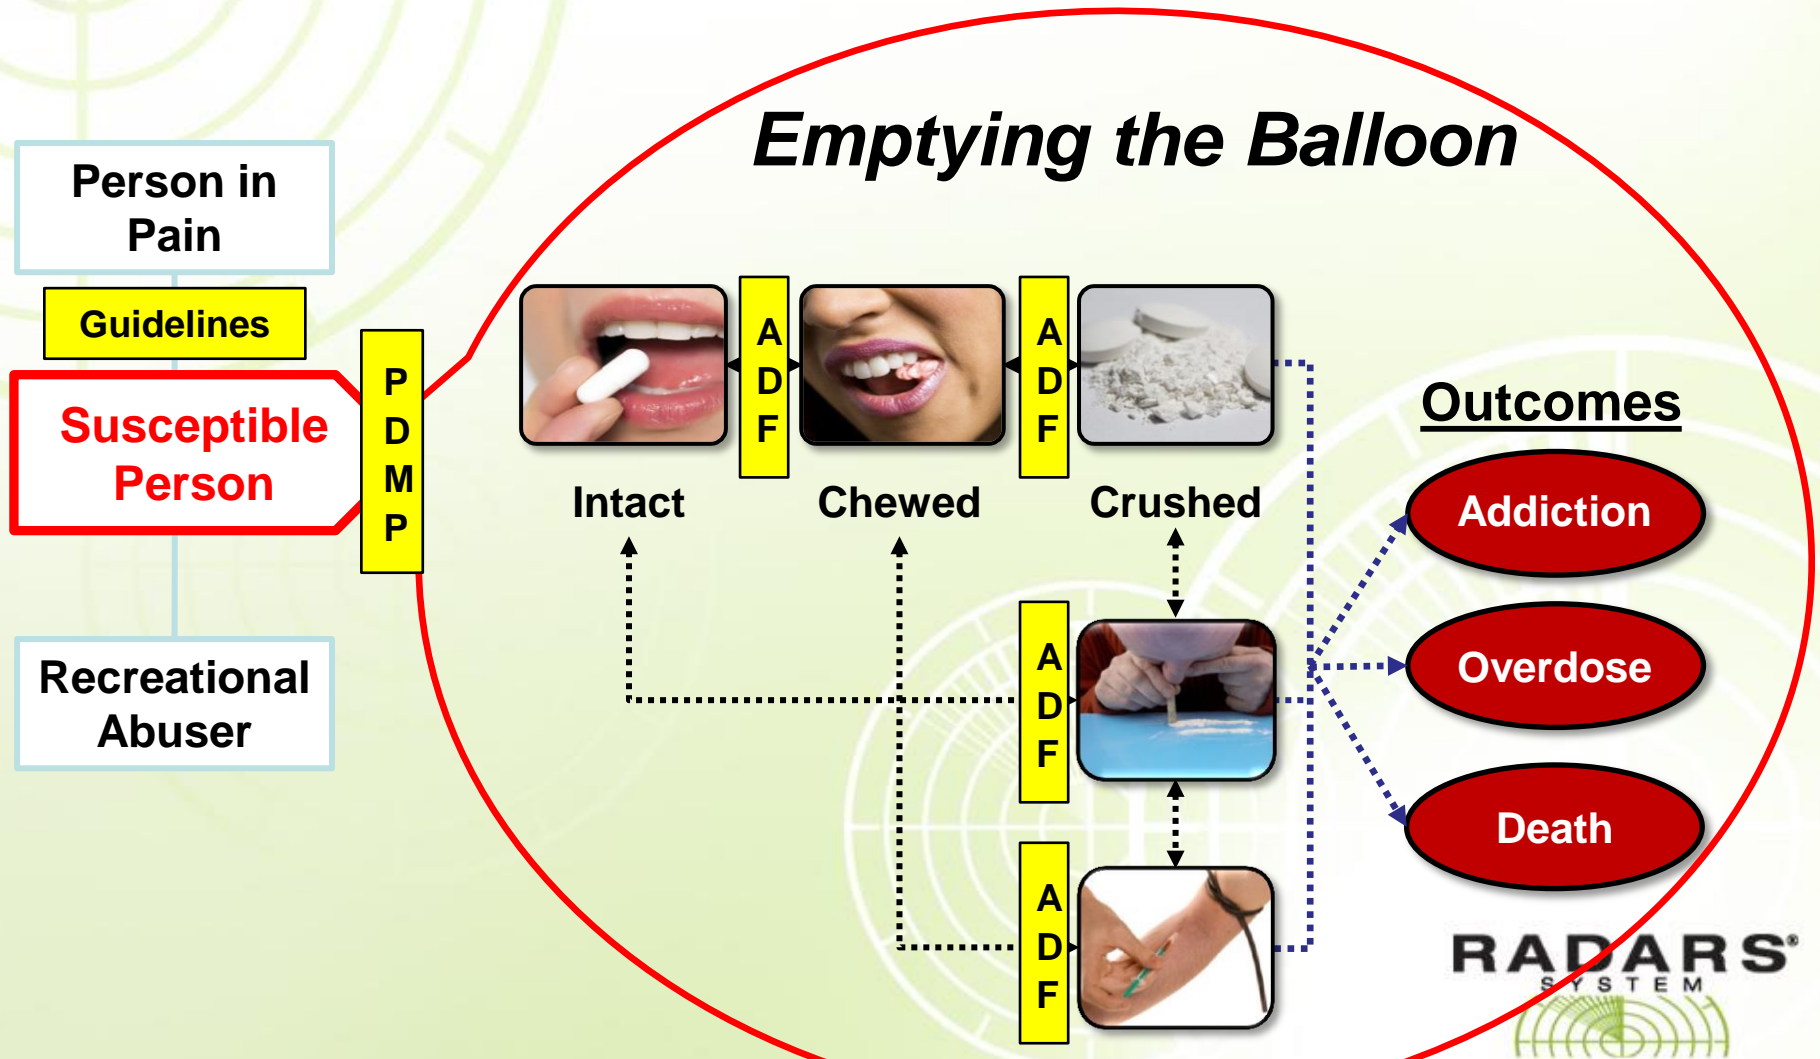 Emptying the Balloon
Person in
Pain
Guidelines
Susceptible
Person
Recreational
Abuser
P
D
M
P
A
D
F
A
D
F
Intact
Chewed
Crushed
A
D
F
A
D
F
Outcomes
Addiction
Overdose
Death
RADARS®
SYSTEM